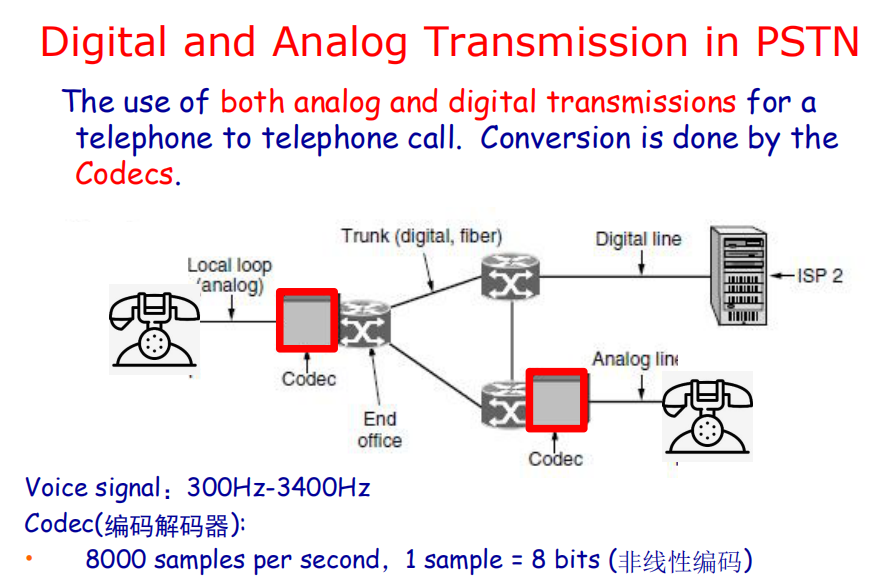 Digital and Analog Transmission in PSTN
The use of both analog and digital transmissions for a
telephone to telephone call. Conversion is done by the
Codecs.
Trunk (digital, fiber)
Digital line
Local loop
(analog)
ISP 2
Codec
Analog line
End
office
Codec
Voice signal：300Hz-3400Hz
Codec(编码解码器):
• 8000 samples per second，1 sample = 8 bits (非线性编码)